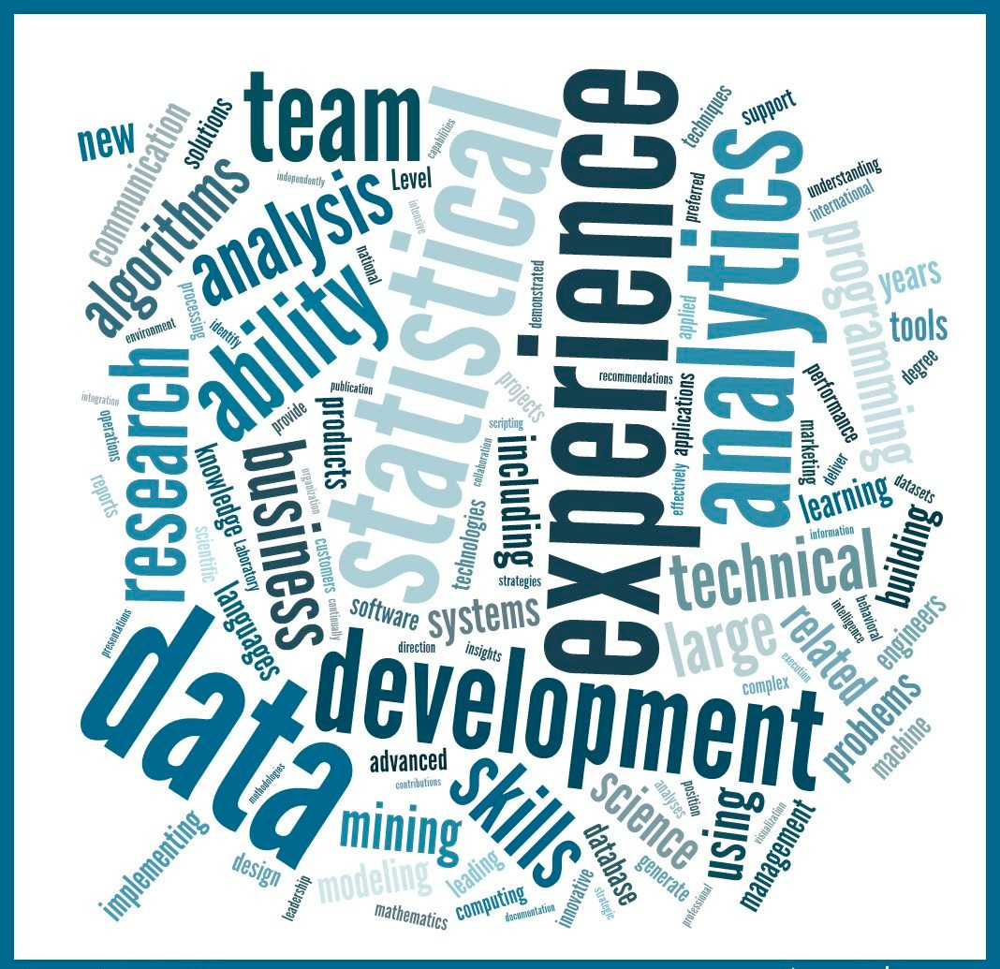 team
new
communication
solutions
algorithms
independently
Level
capabilities
analysis
national
intensive
statistical
experience
techniques
support
preferred
analytics
understanding
international
programming
years
tools
degree
applied
demonstrated
recommendations
applications
performance
marketing
deliver
effectively
learning
datasets
information
building
environment
processing
identify
ability
research
integration
operations
reports
publication
provide
products
projects
scripting
collaboration
including
knowledge
business
organization
scientific
Laboratory
customers
continually
technologies
strategies
languages
software
systems
technical
large
related
behavioral
intelligence
engineers
execution
complex
problems
machine
presentations
data
methodologies
direction
insights
development
advanced
contributions
skills
science
analyses
position
using
visualization
management
mining
implementing
design
leadership
modeling
mathematics
leading
computing
documentation
innovative
strategic
database
generate
professional